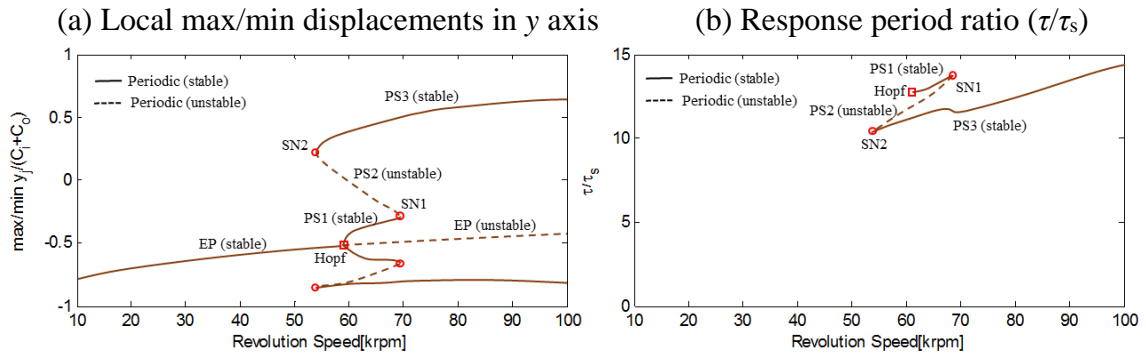 (a) Local max/min displacements in y axis
1
0.5
0
-0.5
-1
max/min yj/(Ci+Co)
Periodic (stable)
Periodic (unstable)
PS3 (stable)
SN2
PS2 (unstable)
SN1
PS1 (stable)
EP (unstable)
EP (stable)
Hopf
10 20 30 40 50 60 70 80 90 100
Revolution Speed[krpm]
(b) Response period ratio (τ/τs)
15
10
5
0
τ/τs
Periodic (stable)
Periodic (unstable)
PS1 (stable)
Hopf
SN1
PS2 (unstable)
PS3 (stable)
SN2
10 20 30 40 50 60 70 80 90 100
Revolution Speed[krpm]